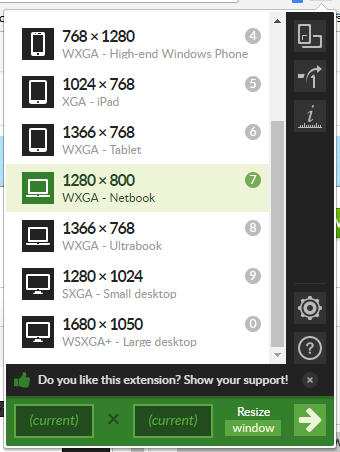 768 × 1280
4
WXGA - High-end Windows Phone
1024 × 768
5
XGA - iPad
1366 × 768
6
WXGA - Tablet
1280 × 800
7
WXGA - Netbook
1366 × 768
8
WXGA - Ultrabook
1280 × 1024
9
SXGA - Small desktop
1680 × 1050
0
WSXGA+ - Large desktop
i
?
Do you like this extension? Show your support!
×
(current) × (current)
Resize
window